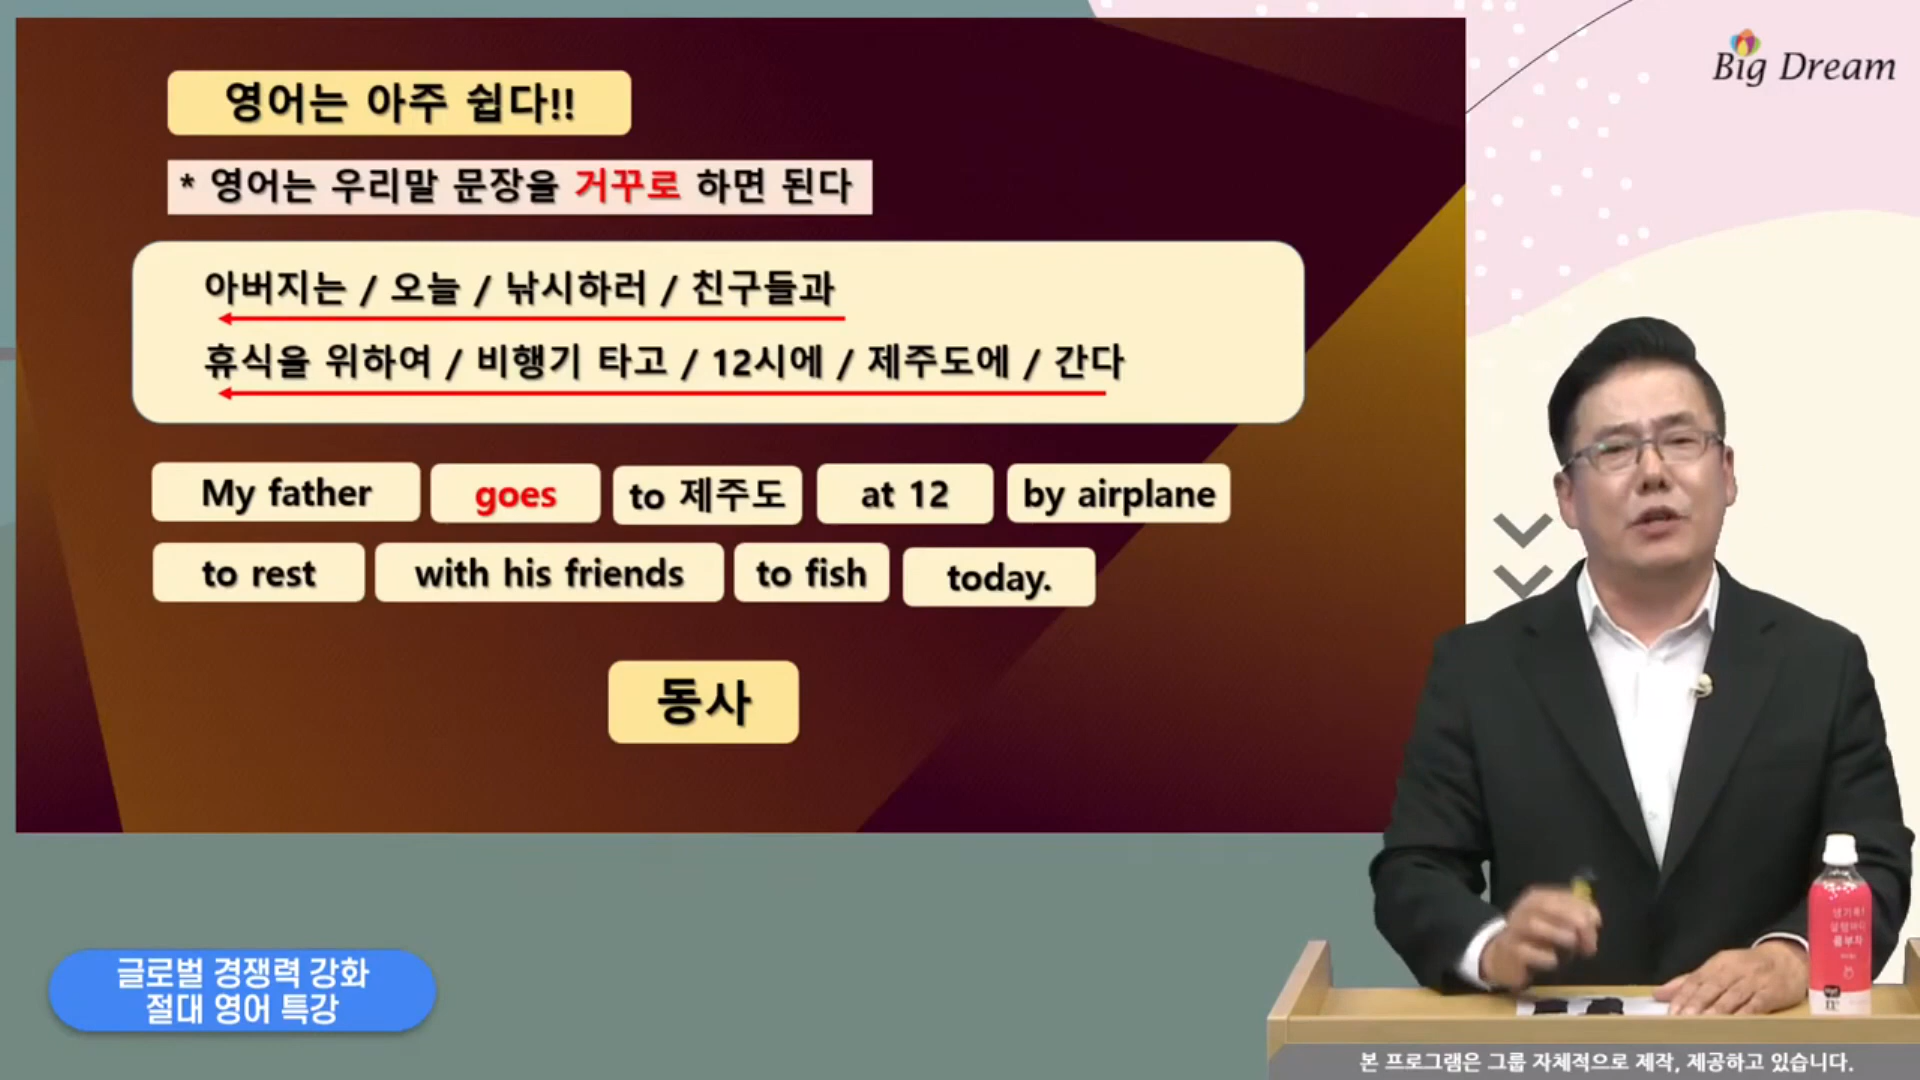 Big Dream
영어는 아주 쉽다!!
* 영어는 우리말 문장을 거꾸로 하면 된다
아버지는 / 오늘 / 낚시하러 / 친구들과
휴식을 위하여 / 비행기 타고 / 12시에 / 제주도에 / 간다
My father goes to 제주도 at 12 by airplane
to rest with his friends to fish today.
동사
글로벌 경쟁력 강화
절대 영어 특강
본 프로그램은 그룹 자체적으로 제작, 제공하고 있습니다.